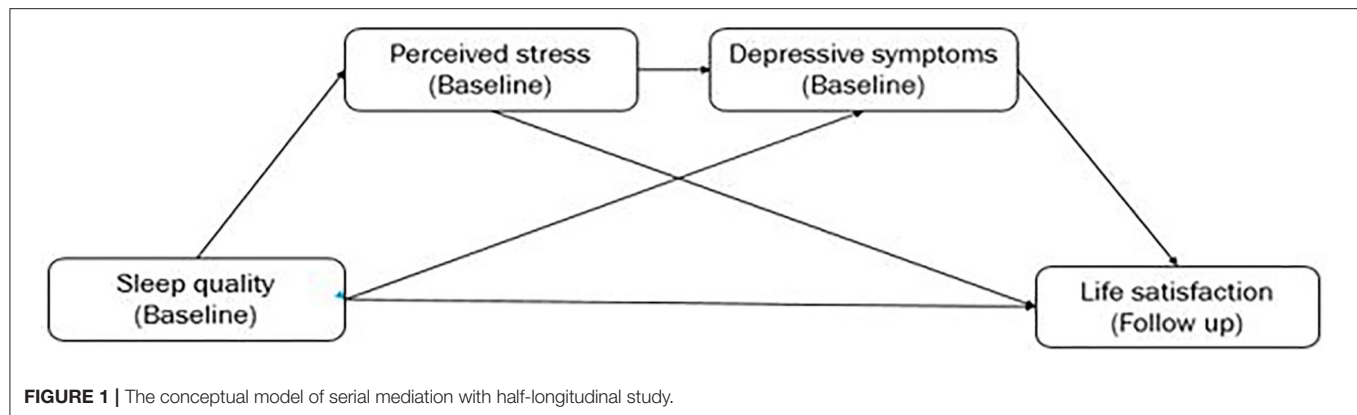 Perceived stress
(Baseline)
Depressive symptoms
(Baseline)
Sleep quality
(Baseline)
Life satisfaction
(Follow up)
FIGURE 1 | The conceptual model of serial mediation with half-longitudinal study.